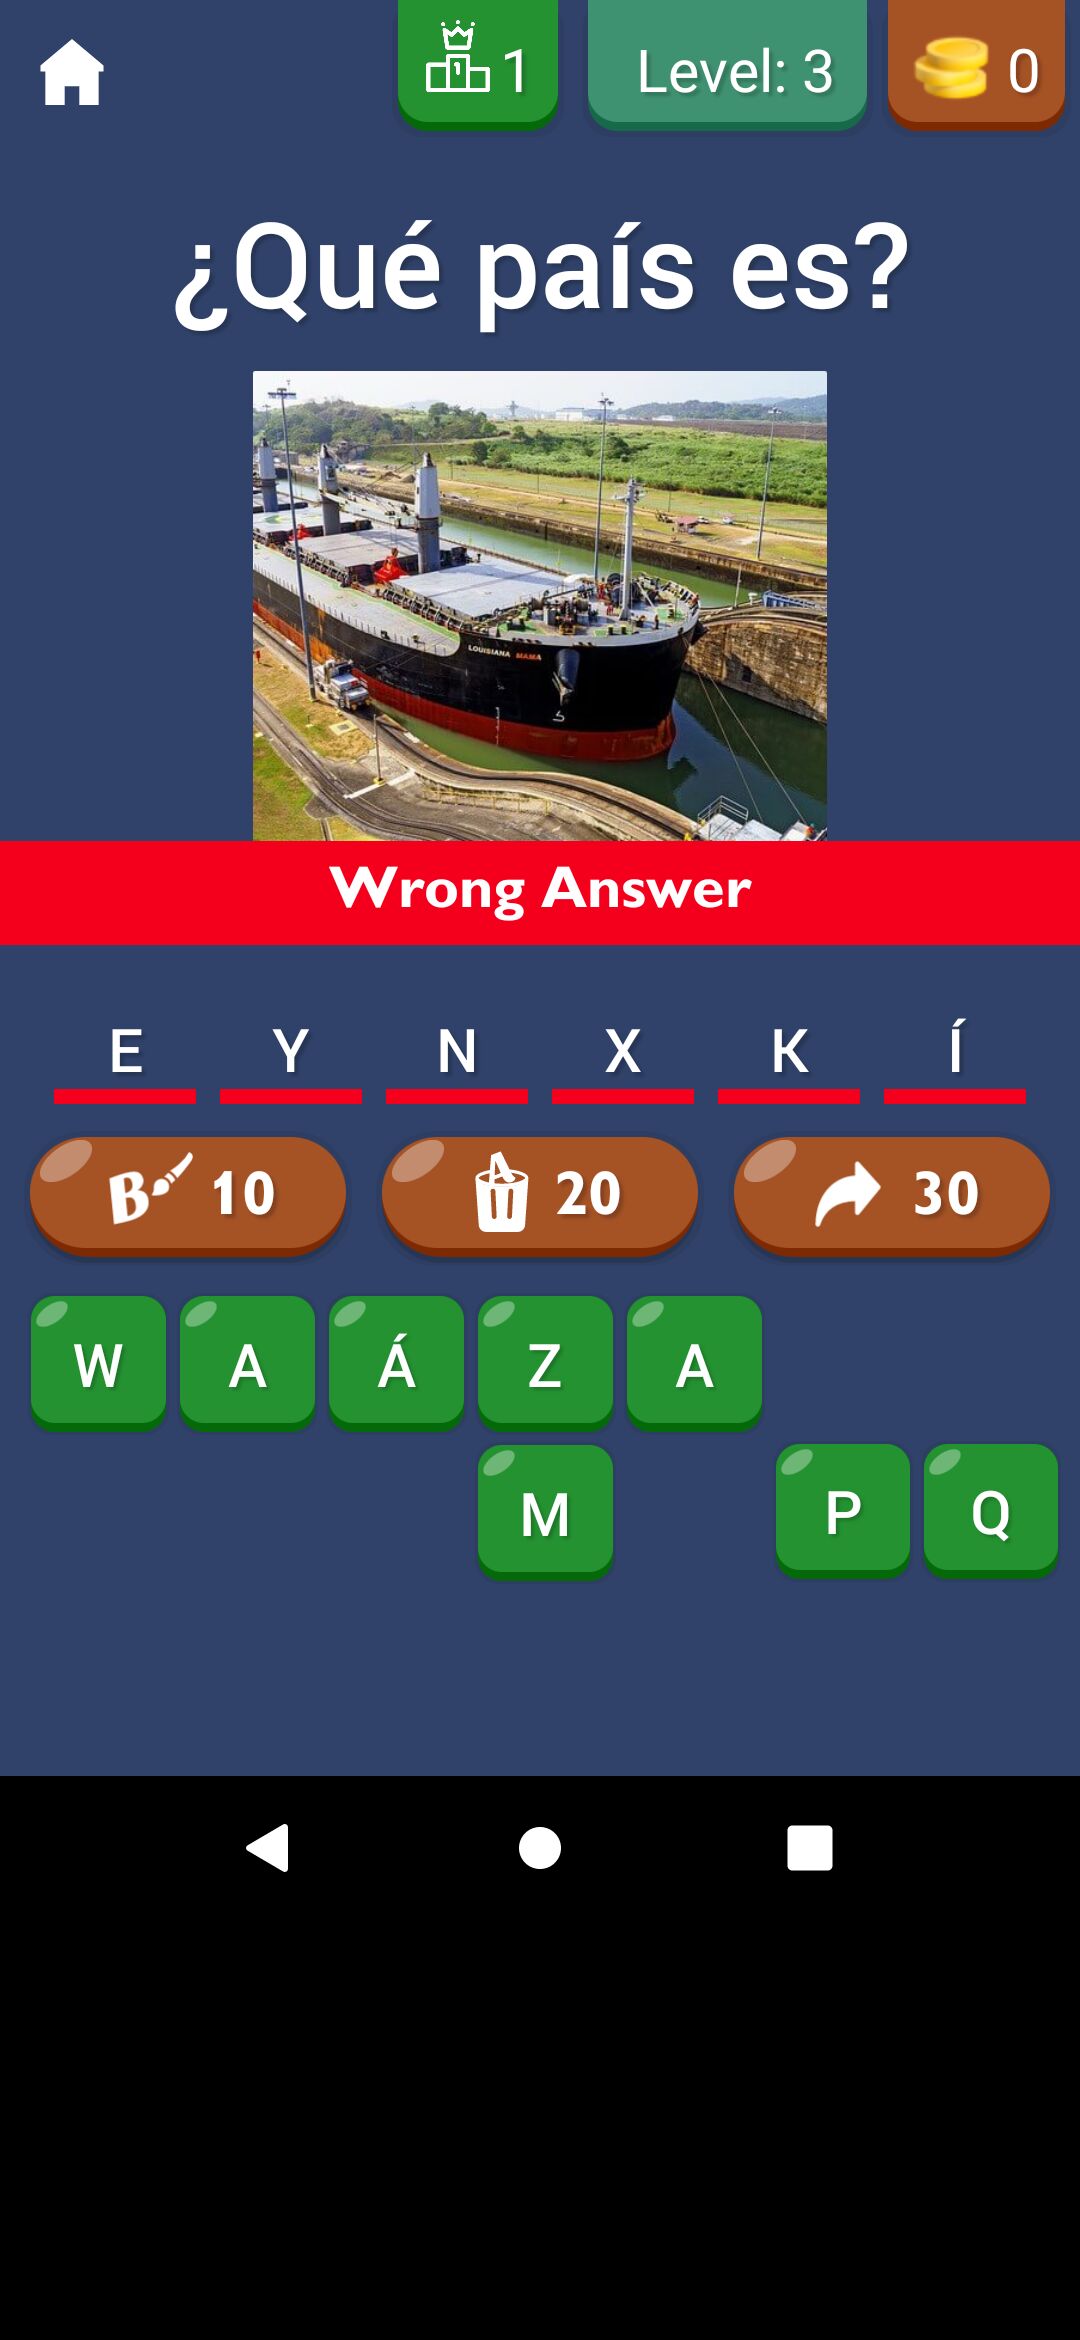 1 Level: 3 0
¿Qué país es?
LOUISIANA MAMA
Wrong Answer
E Y N X K Í
B 10 20 30
W A Á Z A
M P Q